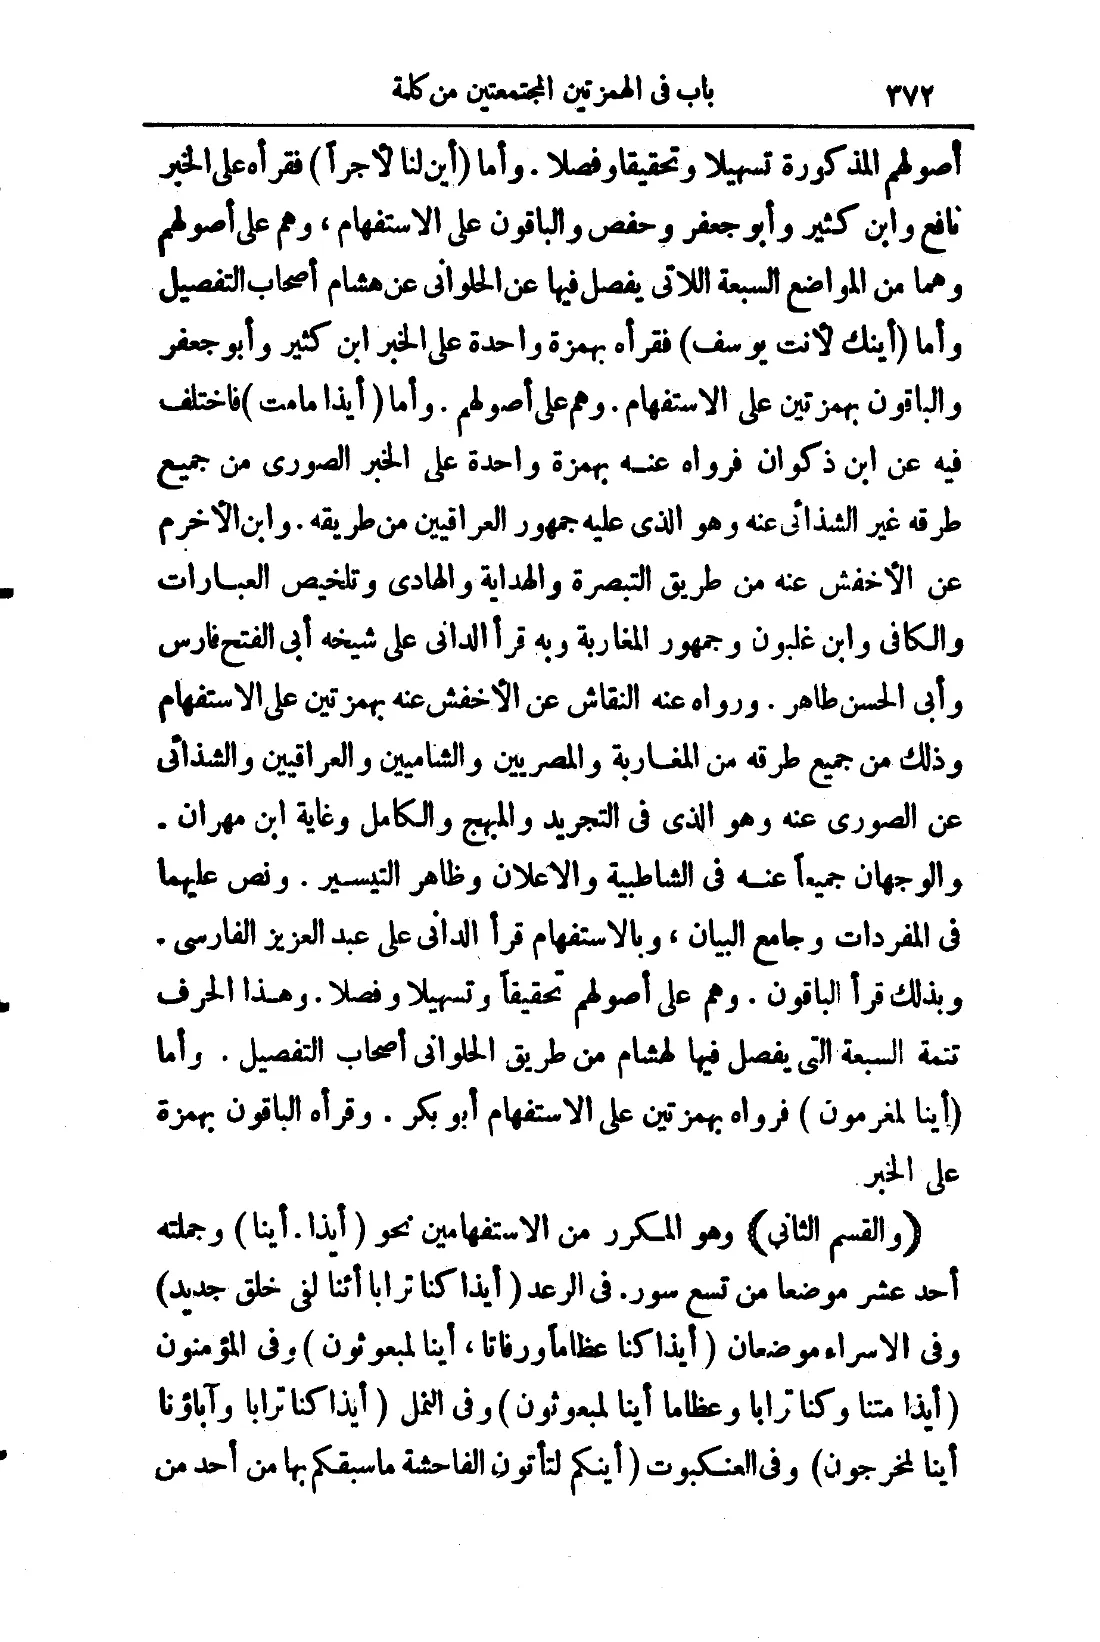 ٣٧٢ باب فى الهمزتين المجتمعتين من كلمة
أصولهم المذكورة تسهيلا وتحقيقا وفصلا . وأما (أين لنا لأجراً) فقرأه على الخبر
نافع وابن كثير وأبو جعفر وحفص والباقون على الاستفهام ، وهم على أصولهم
وهما من المواضع السبعة اللاتى يفصل فيها عن الحلوانى عن هشام أصحاب التفصيل
وأما (أينك لأنت يوسف) فقرأه بهمزة واحدة على الخبر ابن كثير وأبو جعفر
والباقون بهمزتين على الاستفهام . وهم على أصولهم . وأما ( أيذا مامت ) فاختلف
فيه عن ابن ذكوان فرواه عنـه بهمزة واحدة على الخبر الصورى من جميع
طرقه غير الشذائى عنه وهو الذى عليه جمهور العراقيين من طريقه . وابن الأخرم
عن الأخفش عنه من طريق التبصرة والهداية والهادى وتلخيص العبـارات
والكافى وابن غلبون وجمهور المغاربة وبه قرأ الدانى على شيخه أبى الفتح فارس
وأبى الحسن طاهر . ورواه عنه النقاش عن الأخفش عنه بهمزتين على الاستفهام
وذلك من جميع طرقه من المغـاربة والمصريين والشاميين والعراقيين والشذائى
عن الصورى عنه وهو الذى فى التجريد والمبهج والكامل وغاية ابن مهران .
والوجهان جميعاً عنـه فى الشاطبية والاعلان وظاهر التيسـير . ونص عليهما
فى المفردات وجامع البيان ، وبالاستفهام قرأ الدانى على عبد العزيز الفارسى .
وبذلك قرأ الباقون . وهم على أصولهم تحقيقاً وتسهيلا وفصلا . وهـذا الحرف
تتمة السبعة التى يفصل فيها لهشام من طريق الحلوانى أصحاب التفصيل . وأما
(أينا لمغرمون ) فرواه بهمزتين على الاستفهام أبو بكر . وقرأه الباقون بهمزة
على الخبر .
(والقسم الثاني) وهو المـكرر من الاستفهامين نحو ( أيذا . أينا ) وجملته
أحد عشر موضعا من تسع سور. فى الرعد ( أيذا كنا ترابا أئنا لفى خلق جديد)
وفى الاسراء موضعان ( أيذا كنا عظاماً ورفاتا ، أينا لمبعوثون ) وفى المؤمنون
( أيذا متنا وكنا ترابا وعظاما أينا لمبعوثون ) وفى النمل ( أيذا كنا ترابا وآباؤنا
أينا لمخرجون) وفى العنـكبوت ( أينكم لتأتون الفاحشة ماسبقكم بها من أحد من